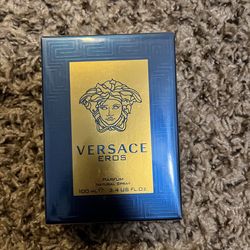 VERSACE
EROS
PARFUM
NATURAL SPRAY
100 ml ℮ 3.4 US FL.OZ.